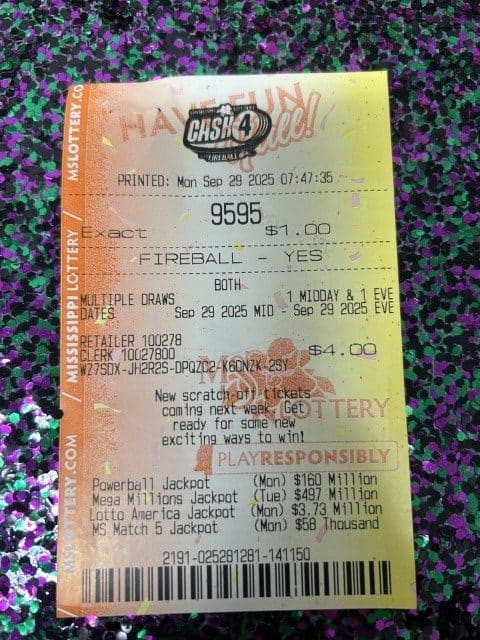 HAVE FUN
CASH 4
FIREBALL
PRINTED: Mon Sep 29 2025 07:47:35
9595
Exact $1.00
FIREBALL - YES
BOTH
MULTIPLE DRAWS 1 MIDDAY & 1 EVE
DATES Sep 29 2025 MID - Sep 29 2025 EVE
RETAILER 100278
CLERK 10027800 $4.00
WZ7SDX-JH2R2S-DPQZC2-K6DNZK-2SY
MS LOTTERY
New scratch-off tickets
coming next week. Get
ready for some new
exciting ways to win!
PLAYRESPONSIBLY
Powerball Jackpot (Mon) $160 Million
Mega Millions Jackpot (Tue) $497 Million
Lotto America Jackpot (Mon) $3.73 Million
MS Match 5 Jackpot (Mon) $58 Thousand
2191-025281281-141150
MSLOTTERY.COM / MISSISSIPPI LOTTERY / MSLOTTERY.CO